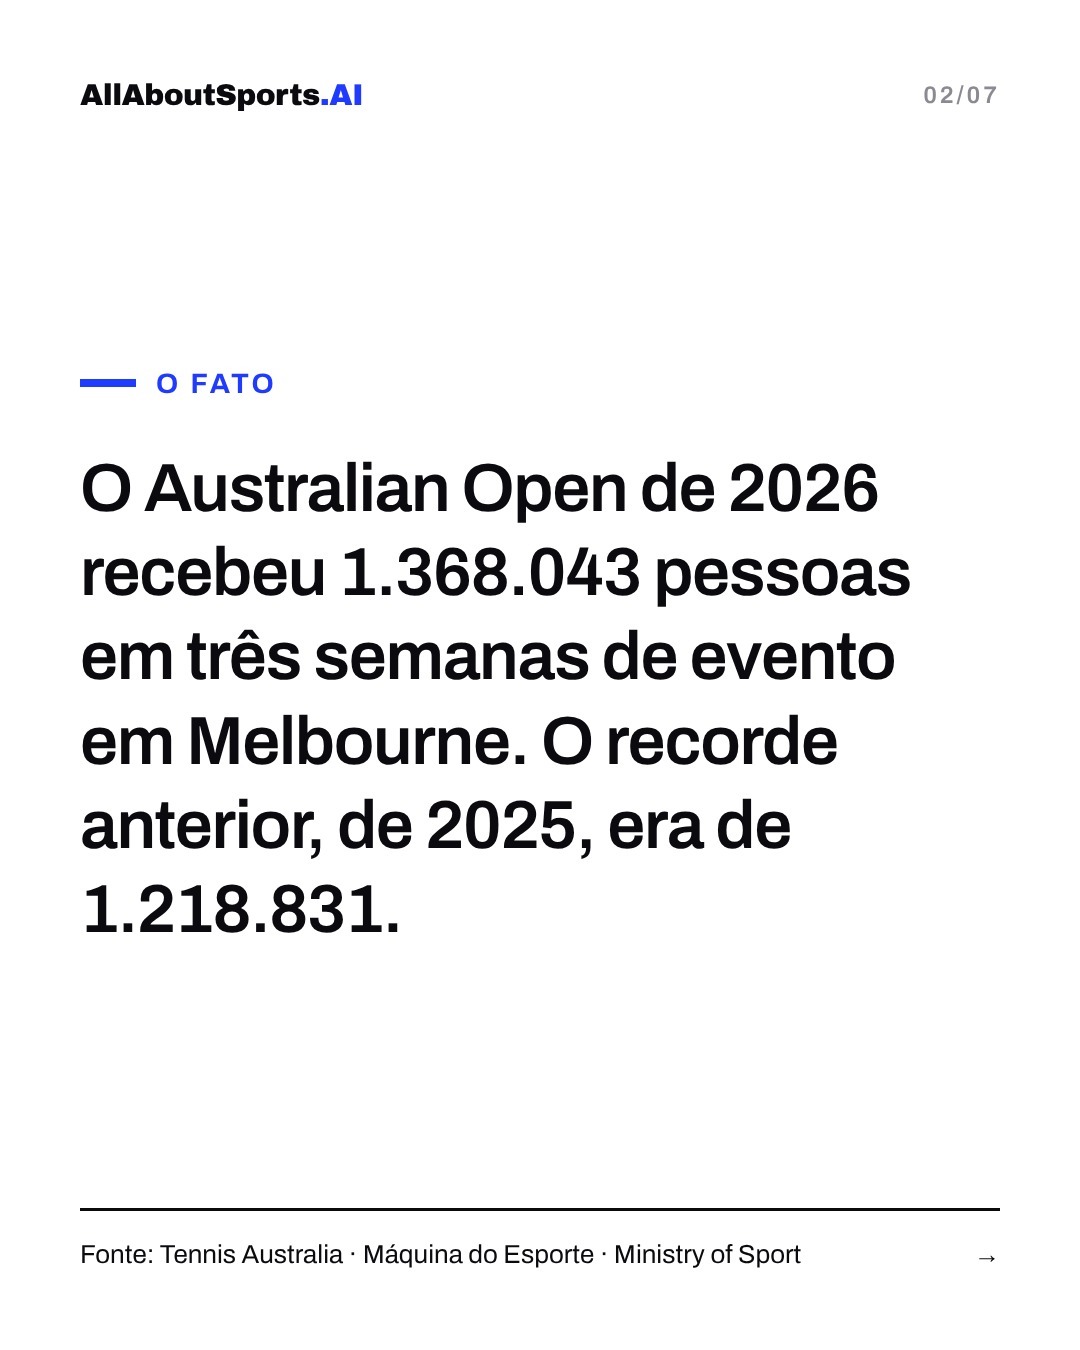 AllAboutSports.AI
02/07
O FATO
O Australian Open de 2026
recebeu 1.368.043 pessoas
em três semanas de evento
em Melbourne. O recorde
anterior, de 2025, era de
1.218.831.
Fonte: Tennis Australia · Máquina do Esporte · Ministry of Sport →